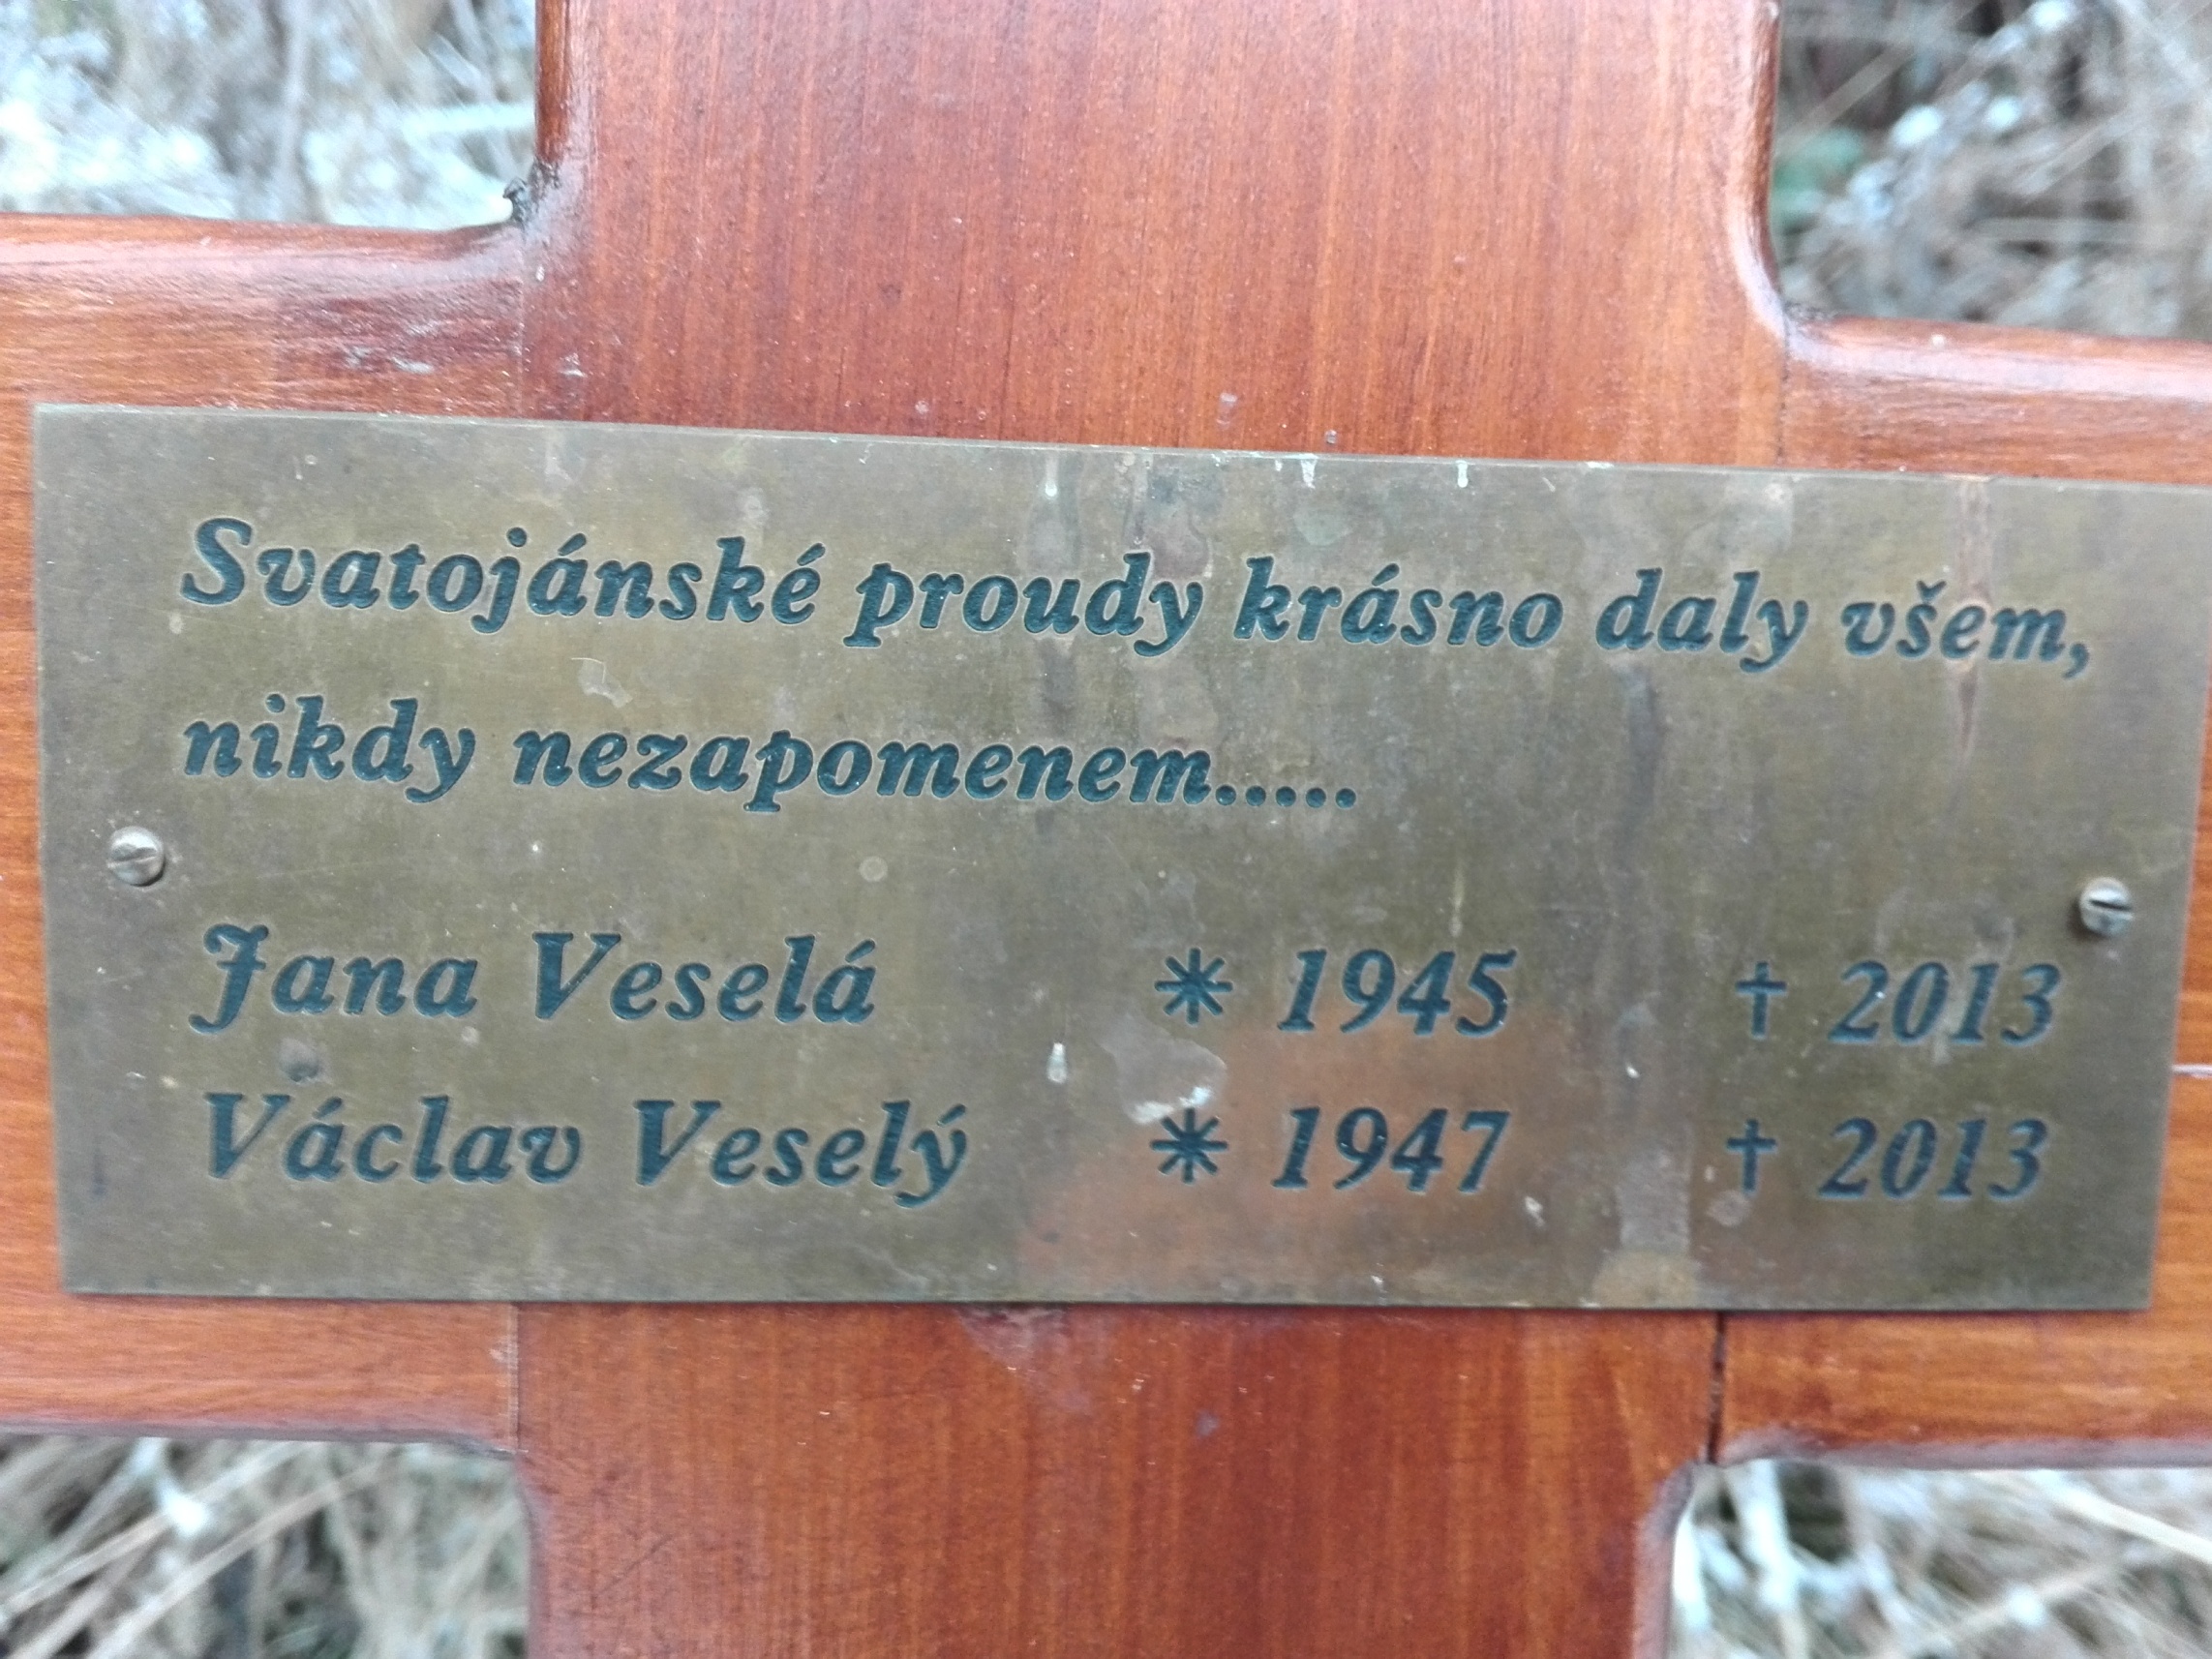 Svatojánské proudy krásno daly všem,
nikdy nezapomenem.....
Jana Veselá * 1945 † 2013
Václav Veselý * 1947 † 2013